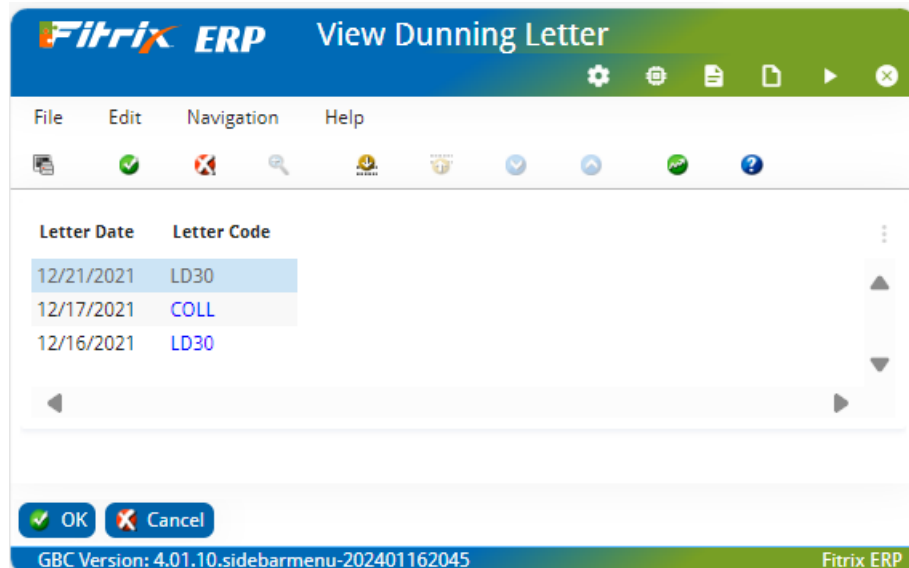 Fitrix ERP View Dunning Letter
File Edit Navigation Help
Letter Date Letter Code
12/21/2021 LD30
12/17/2021 COLL
12/16/2021 LD30
OK Cancel
GBC Version: 4.01.10.sidebarmenu-202401162045 Fitrix ERP